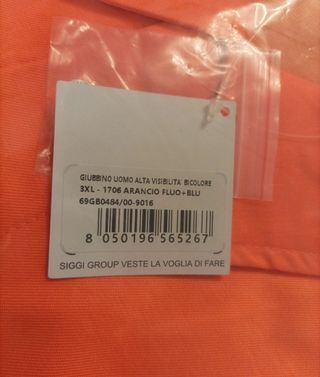 GIUBBINO UOMO ALTA VISIBILITA' BICOLORE
3XL - 1706 ARANCIO FLUO+BLU
69GB0484/00-9016
8 050196 565267
SIGGI GROUP VESTE LA VOGLIA DI FARE